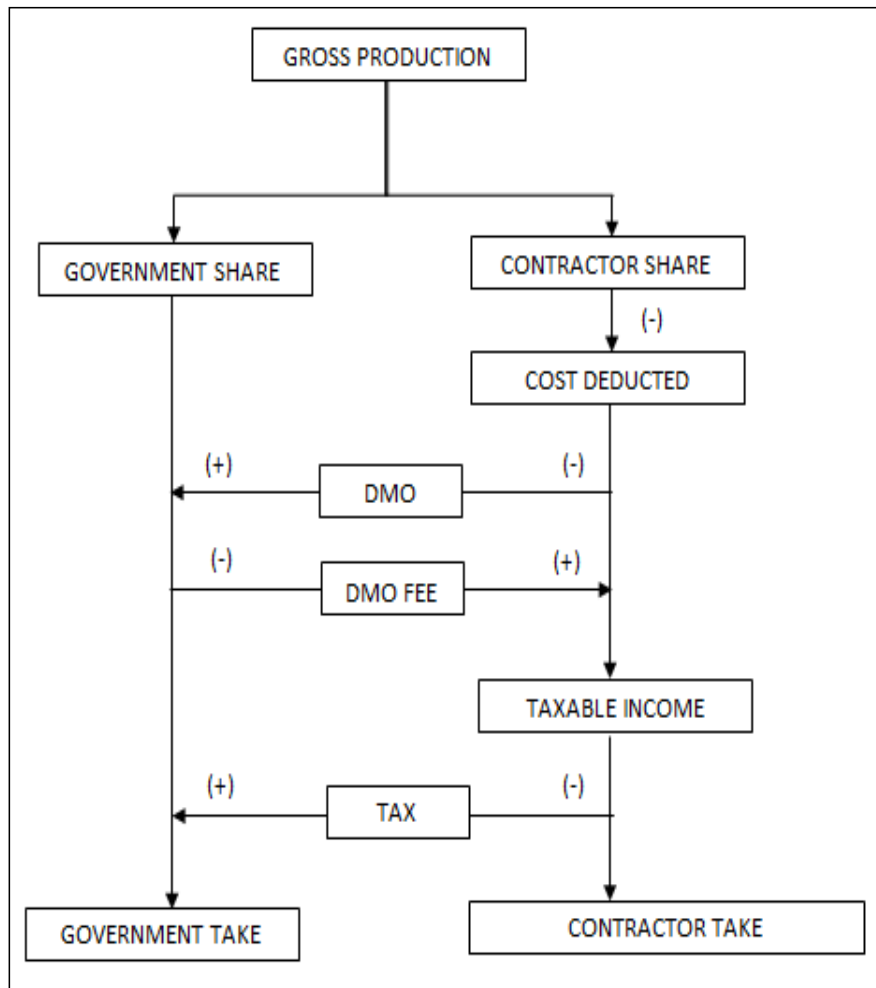 GROSS PRODUCTION
GOVERNMENT SHARE
CONTRACTOR SHARE
(-)
COST DEDUCTED
(+)
DMO
(-)
(-)
DMO FEE
(+)
TAXABLE INCOME
(+)
TAX
(-)
GOVERNMENT TAKE
CONTRACTOR TAKE